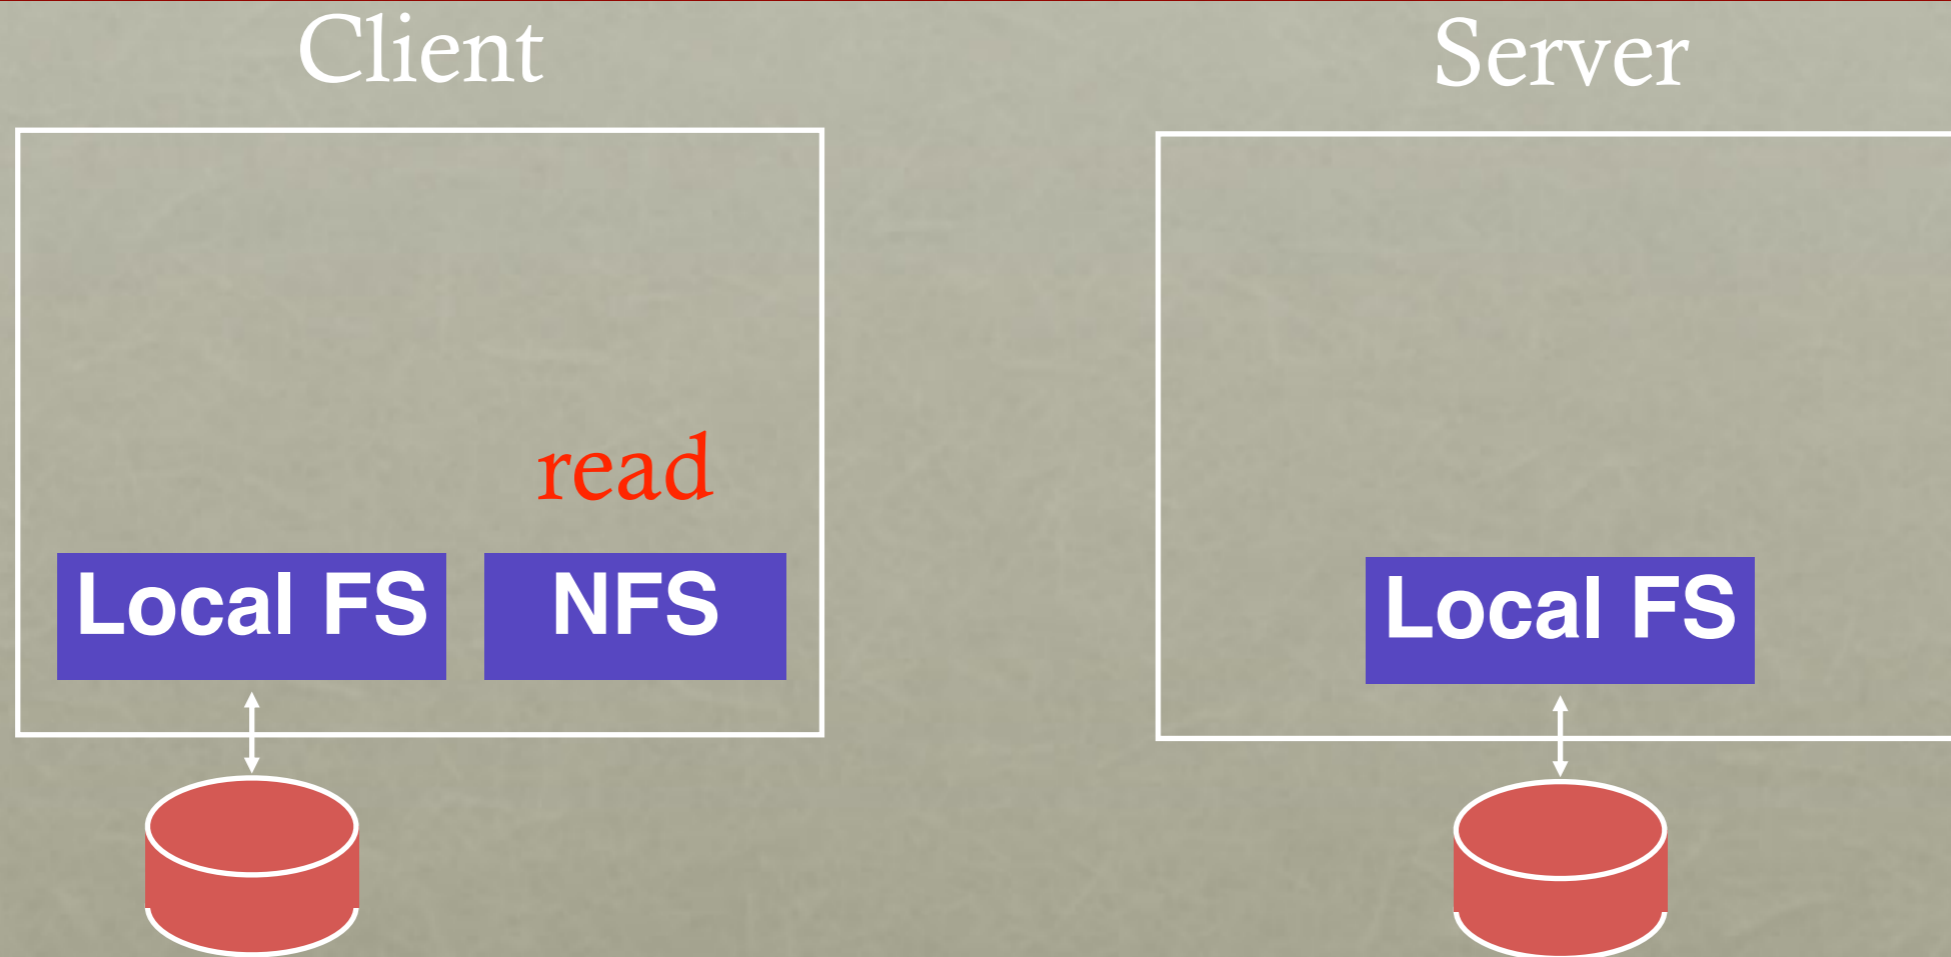 Client
Server
read
Local FS
NFS
Local FS